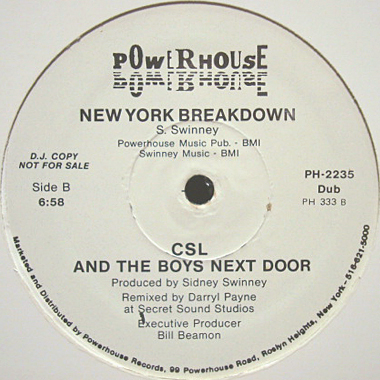 POWERHOUSE
POWERHOUSE
NEW YORK BREAKDOWN
S. Swinney
Powerhouse Music Pub. - BMI
Swinney Music - BMI
D.J. COPY
NOT FOR SALE
Side B
6:58
PH-2235
Dub
PH 333 B
CSL
AND THE BOYS NEXT DOOR
Produced by Sidney Swinney
Remixed by Darryl Payne
at Secret Sound Studios
Executive Producer
Bill Beamon
Marketed and Distributed by Powerhouse Records, 99 Powerhouse Road, Roslyn Heights, New York - 516-621-5000